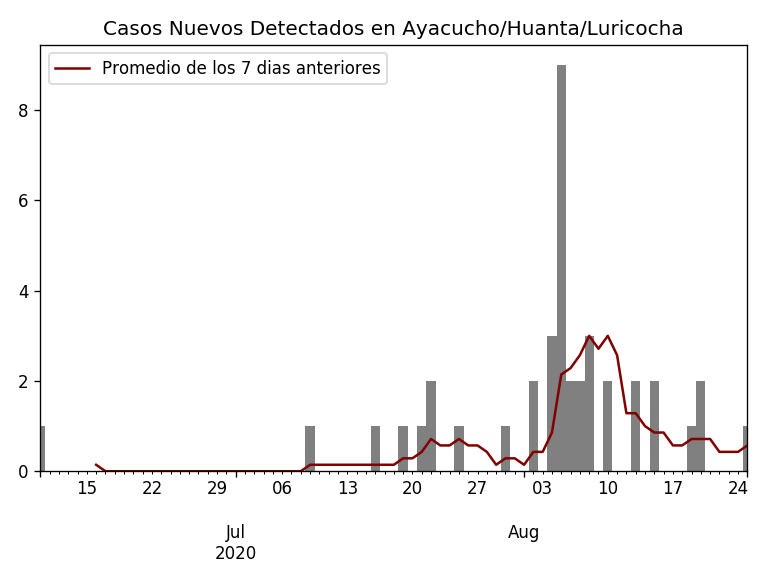 Casos Nuevos Detectados en Ayacucho/Huanta/Luricocha
Promedio de los 7 dias anteriores
8
6
4
2
0
15 22 29 06 13 20 27 03 10 17 24
Jul Aug
2020